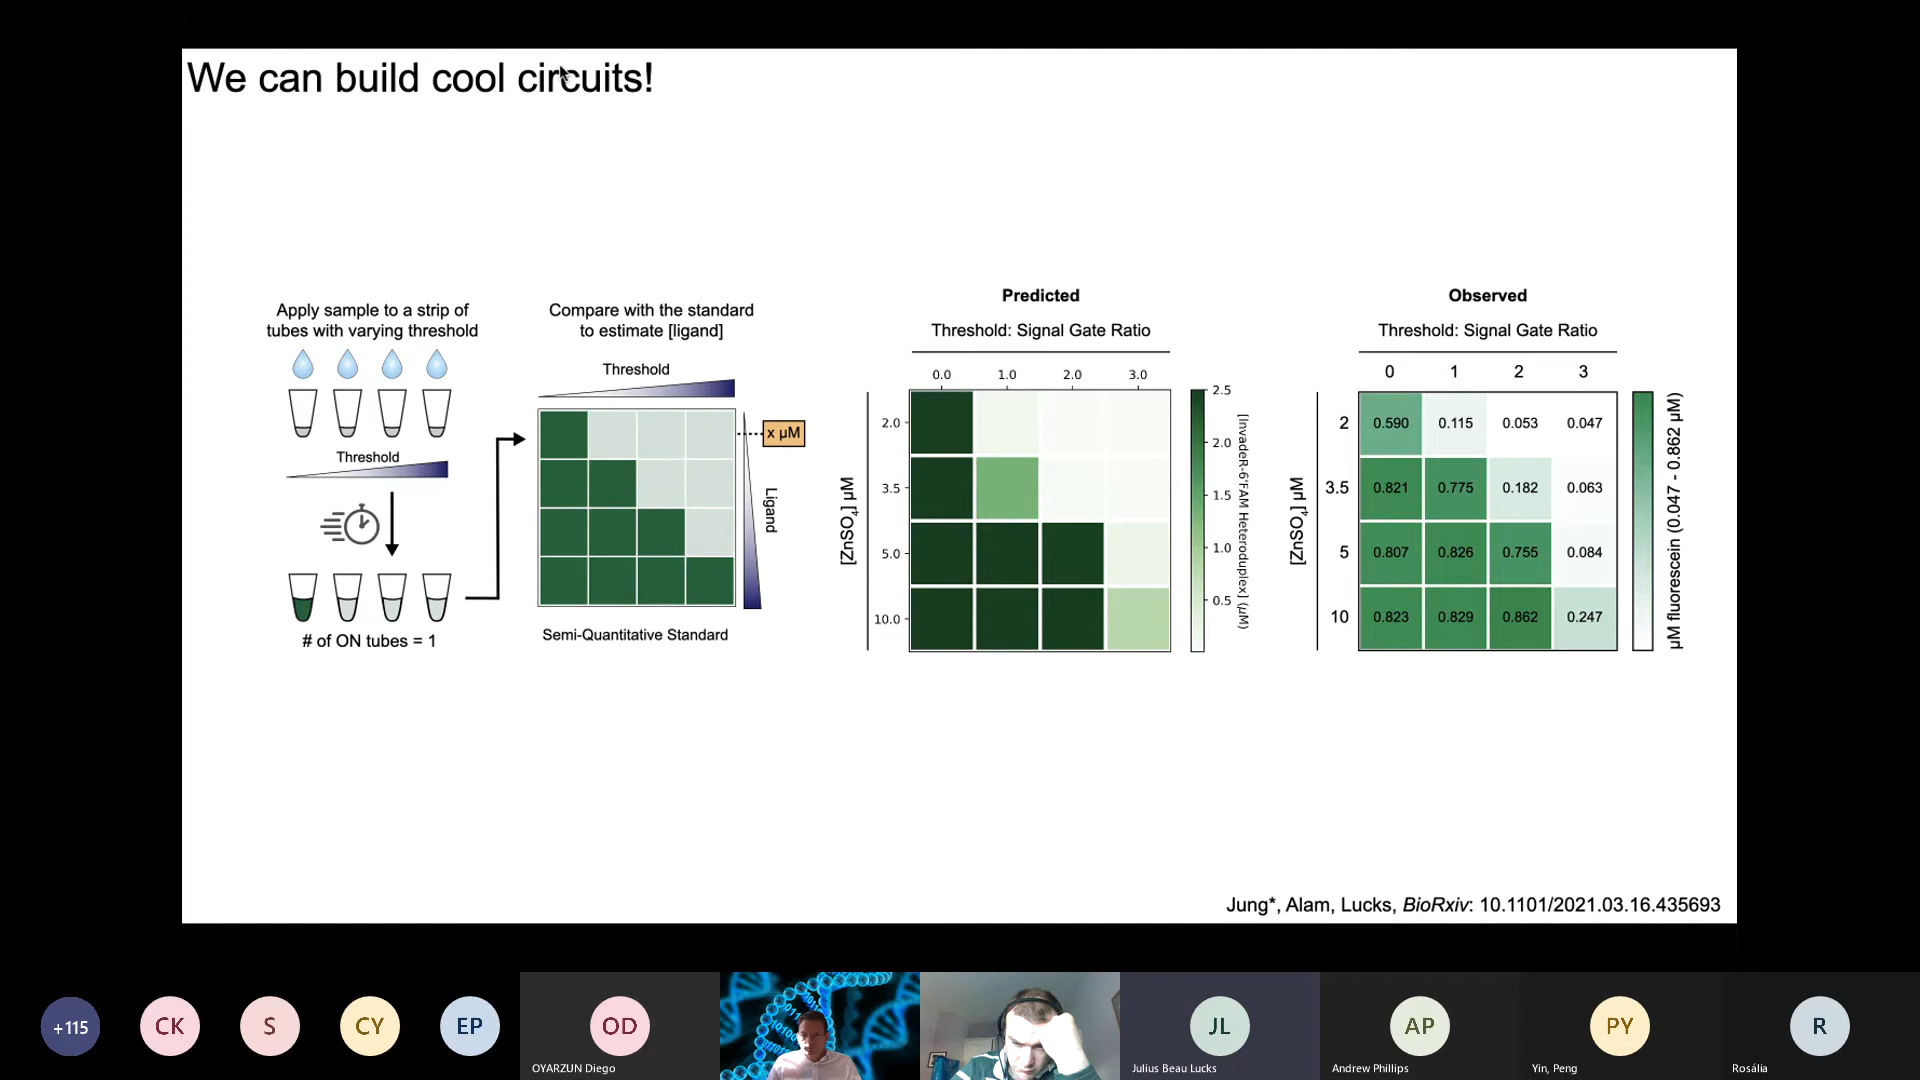 We can build cool circuits!
Apply sample to a strip of
tubes with varying threshold
Threshold
# of ON tubes = 1
Compare with the standard
to estimate [ligand]
Threshold
x µM
Ligand
Semi-Quantitative Standard
Predicted
Threshold: Signal Gate Ratio
0.0 1.0 2.0 3.0
[ZnSO₄] µM
2.0
3.5
5.0
10.0
2.5
2.0
1.5
1.0
0.5
[InvadeR-6'FAM Heteroduplex] (µM)
Observed
Threshold: Signal Gate Ratio
0 1 2 3
[ZnSO₄] µM
2 0.590 0.115 0.053 0.047
3.5 0.821 0.775 0.182 0.063
5 0.807 0.826 0.755 0.084
10 0.823 0.829 0.862 0.247
µM fluorescein (0.047 - 0.862 µM)
Jung*, Alam, Lucks, BioRxiv: 10.1101/2021.03.16.435693
+115 CK S CY EP OD JL AP PY R
OYARZUN Diego
Julius Beau Lucks
Andrew Phillips
Yin, Peng
Rosália